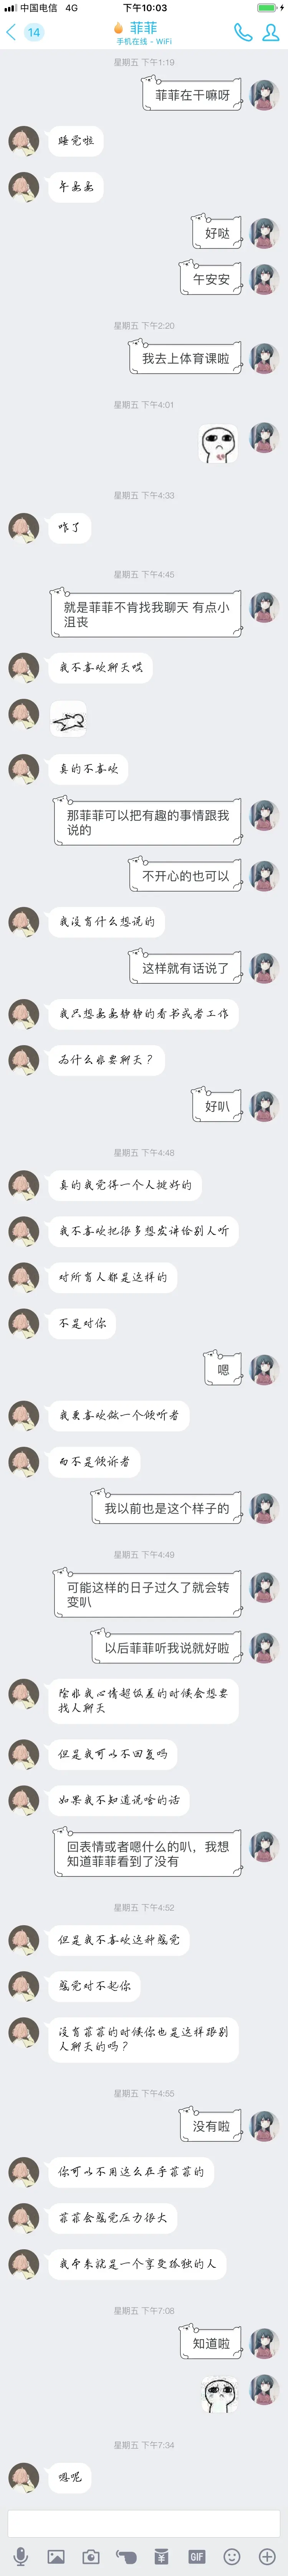 中国电信 4G 下午10:03
14
菲菲
手机在线 - WiFi
星期五 下午1:19
菲菲在干嘛呀
睡觉啦
午安安
好哒
午安安
星期五 下午2:20
我去上体育课啦
星期五 下午4:01
星期五 下午4:33
咋了
星期五 下午4:45
就是菲菲不肯找我聊天 有点小
沮丧
我不喜欢聊天哎
真的不喜欢
那菲菲可以把有趣的事情跟我
说的
不开心的也可以
我没有什么想说的
这样就有话说了
我只想安安静静的看书或者工作
为什么非要聊天？
好叭
星期五 下午4:48
真的我觉得一个人挺好的
我不喜欢把很多想法讲给别人听
对所有人都是这样的
不是对你
嗯
我更喜欢做一个倾听者
而不是倾诉者
我以前也是这个样子的
星期五 下午4:49
可能这样的日子过久了就会转
变叭
以后菲菲听我说就好啦
除非我心情超饭差的时候会想要
找人聊天
但是我可以不回复吗
如果我不知道说啥的话
回表情或者嗯什么的叭，我想
知道菲菲看到了没有
星期五 下午4:52
但是我不喜欢这种感觉
感觉对不起你
没有菲菲的时候你也是这样跟别
人聊天的吗？
星期五 下午4:55
没有啦
你可以不用这么在乎菲菲的
菲菲会感觉压力很大
我本来就是一个享受孤独的人
星期五 下午7:08
知道啦
星期五 下午7:34
嗯呢
GIF